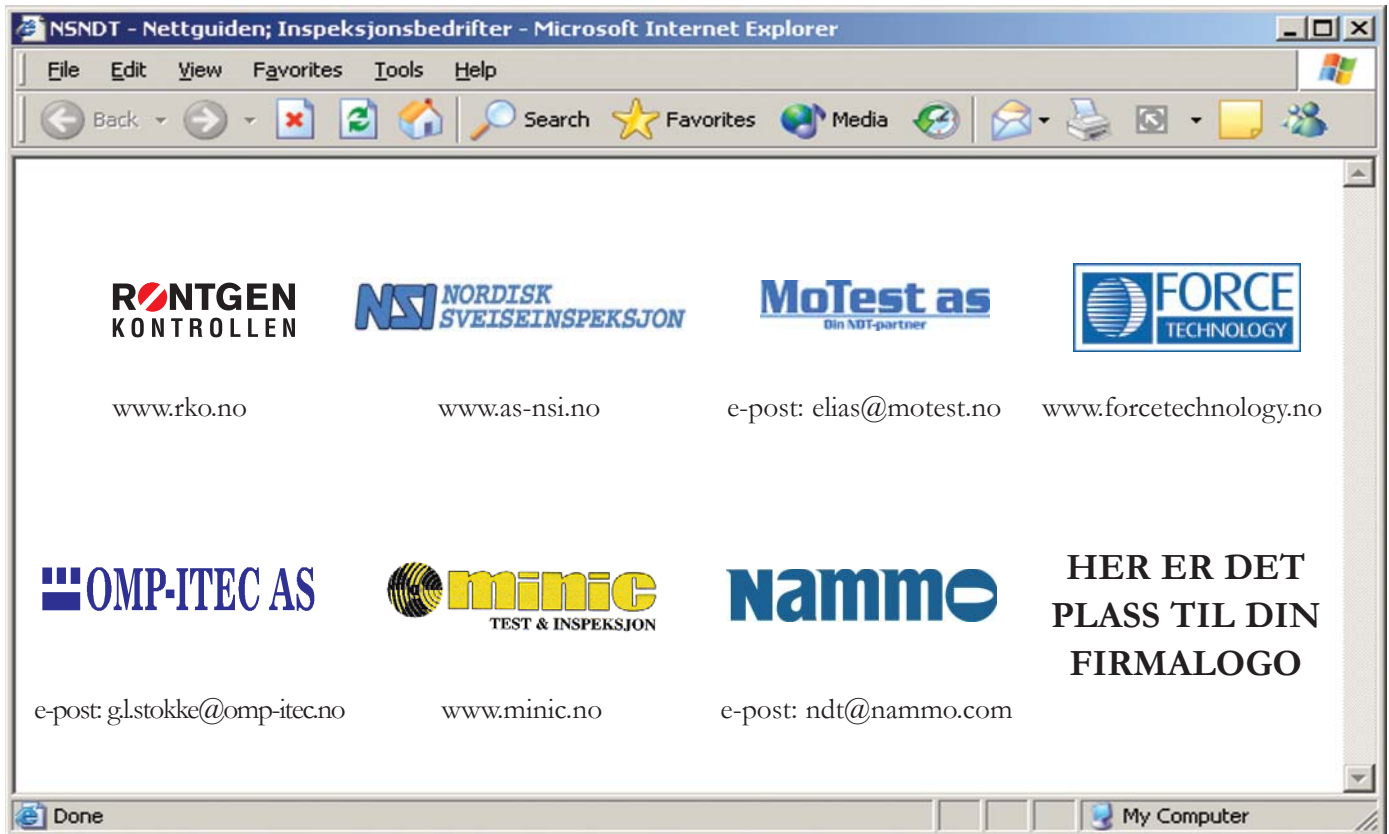 NSNDT - Nettguiden; Inspeksjonsbedrifter - Microsoft Internet Explorer
File Edit View Favorites Tools Help
Back Search Favorites Media
RØNTGEN
KONTROLLEN
NSI NORDISK
SVEISEINSPEKSJON
MoTest as
Din NDT-partner
FORCE
TECHNOLOGY
www.rko.no www.as-nsi.no e-post: elias@motest.no www.forcetechnology.no
OMP-ITEC AS
minic
TEST & INSPEKSJON
Nammo
HER ER DET
PLASS TIL DIN
FIRMALOGO
e-post: g.l.stokke@omp-itec.no www.minic.no e-post: ndt@nammo.com
Done My Computer